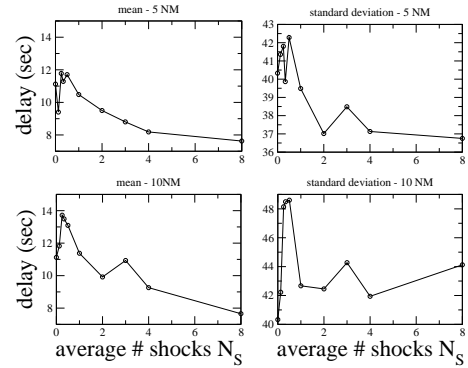 mean - 5 NM
standard deviation - 5 NM
delay (sec)
14
12
10
8
0 2 4 6 8
43
42
41
40
39
38
37
36
0 2 4 6 8
mean - 10NM
standard deviation - 10 NM
delay (sec)
14
12
10
8
0 2 4 6 8
48
46
44
42
40
0 2 4 6 8
average # shocks N_S
average # shocks N_S